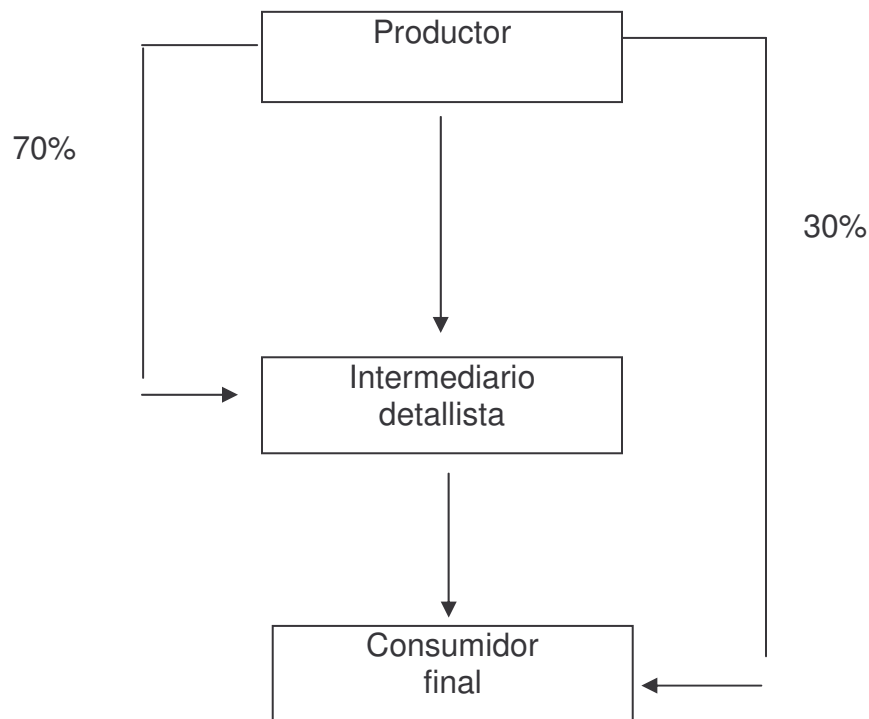 Productor
70%
30%
Intermediario
detallista
Consumidor
final